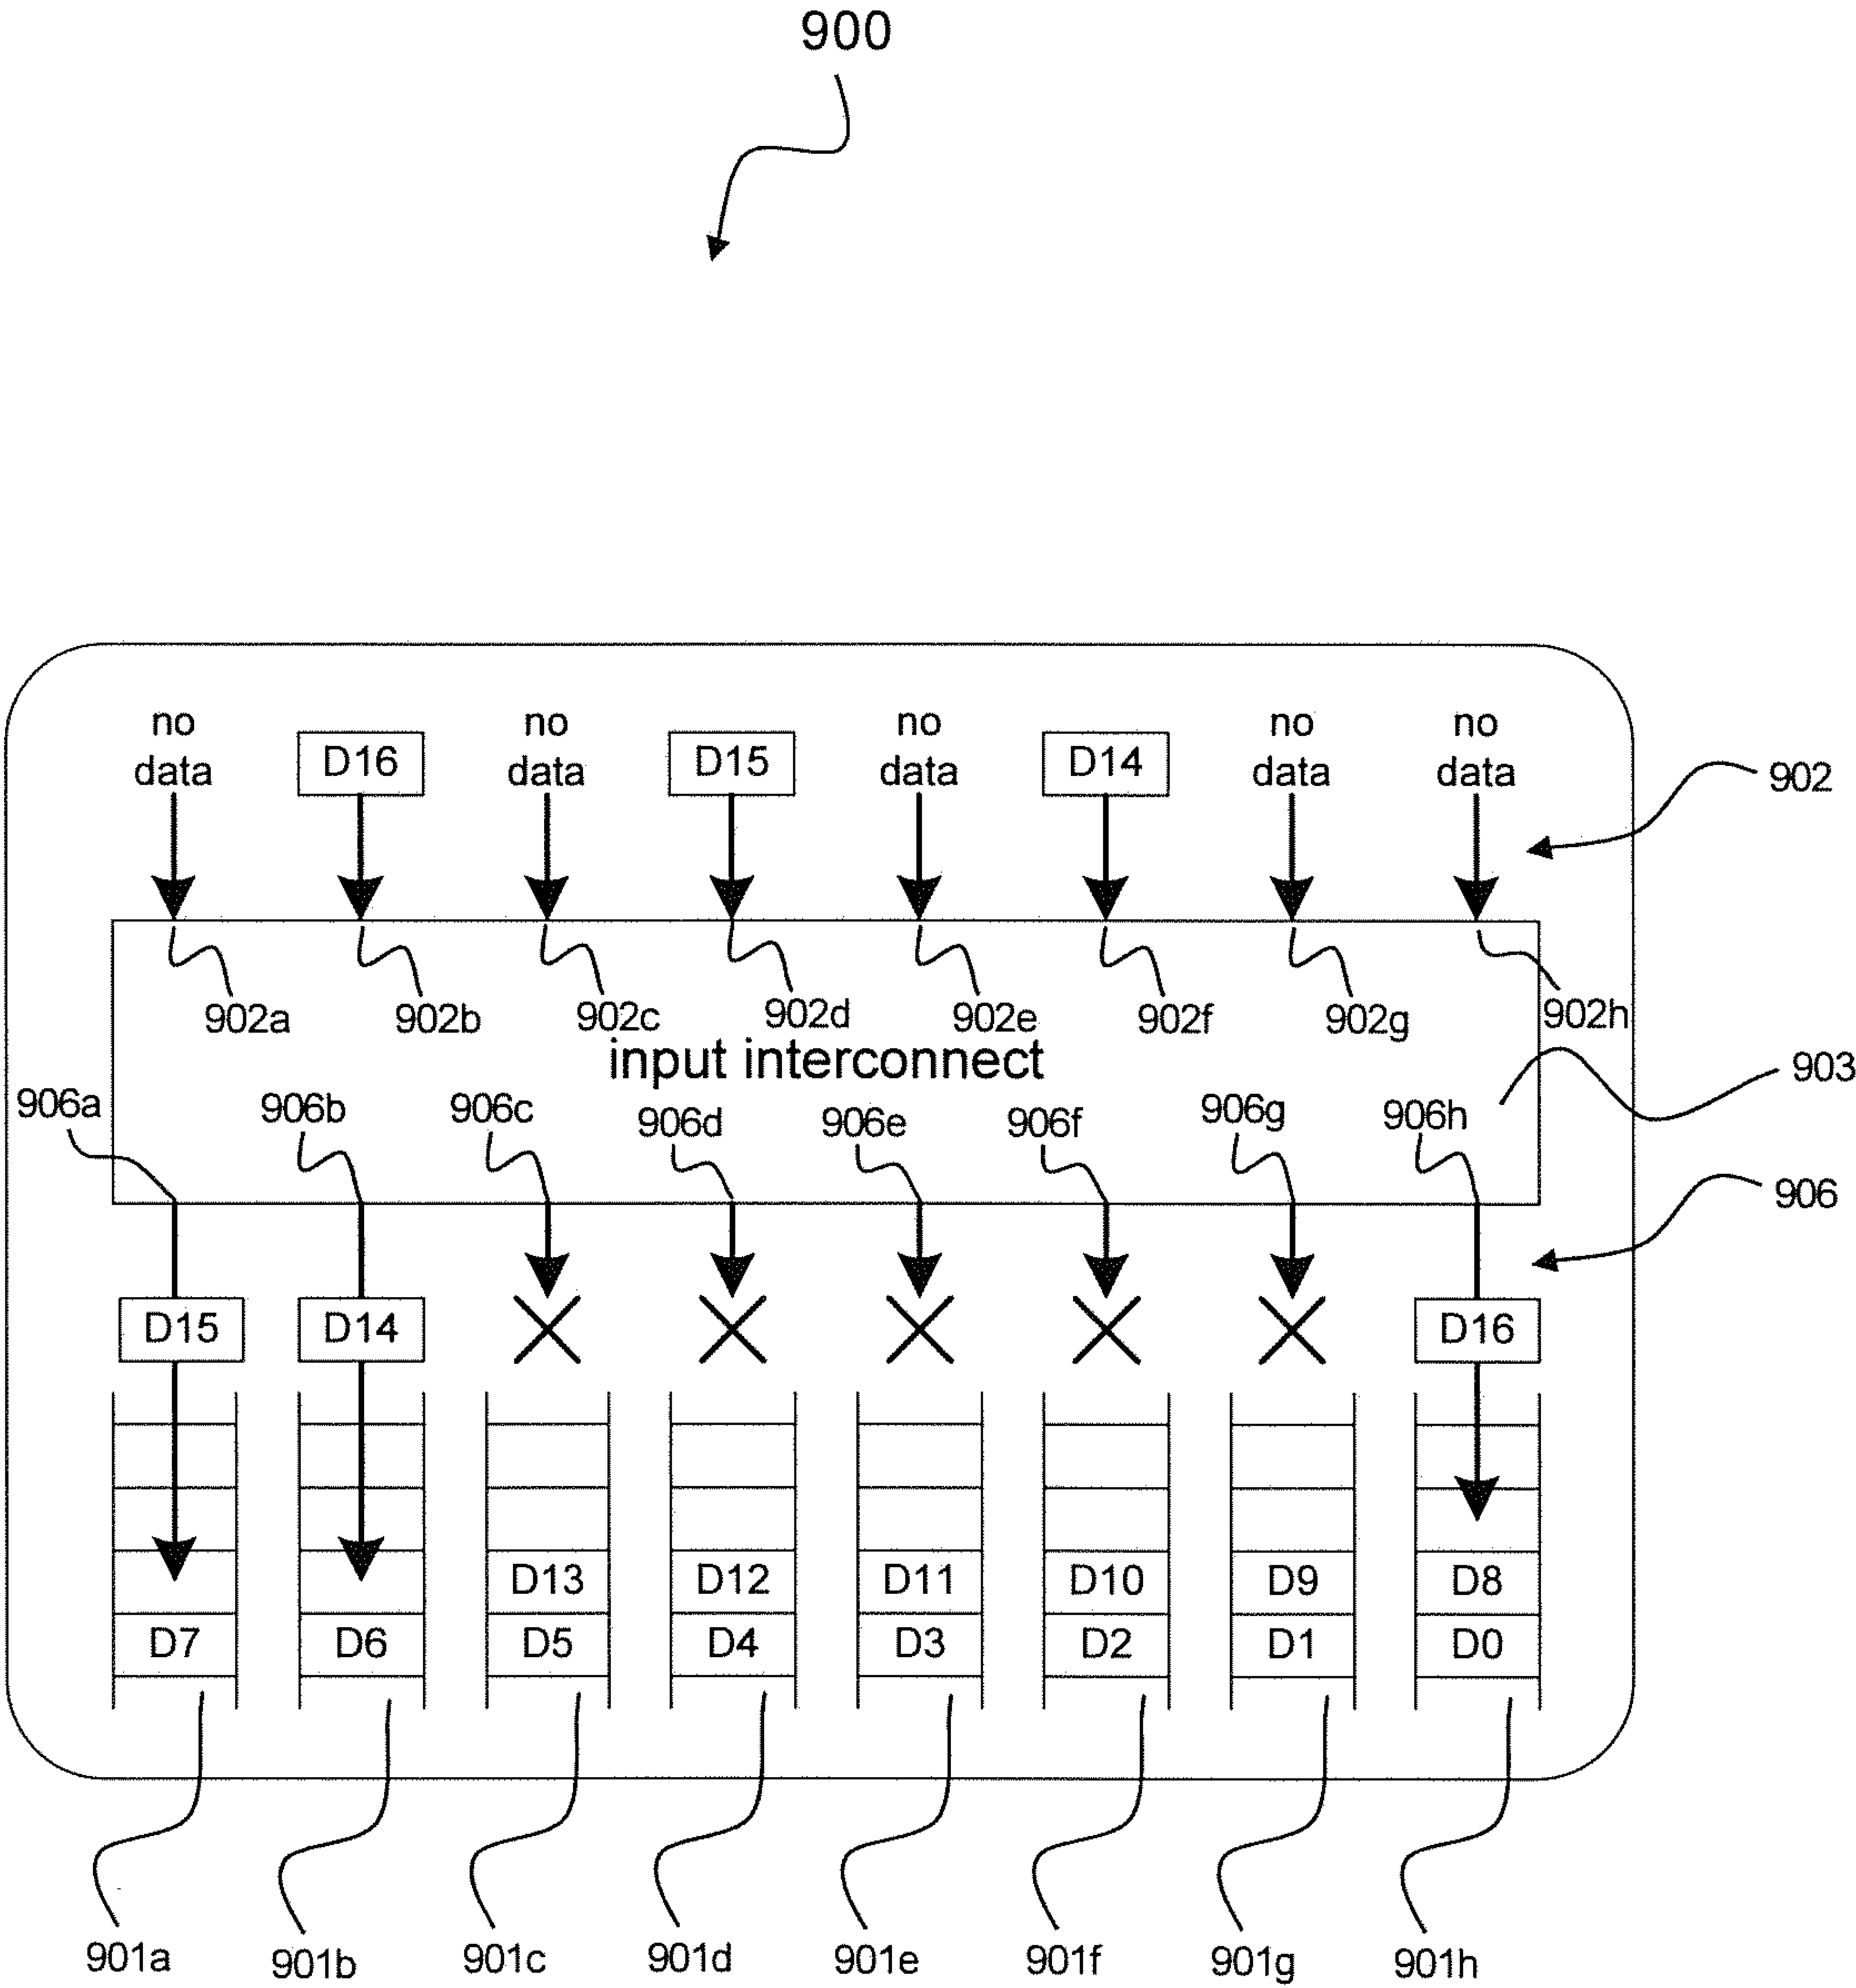 900
no data
D16
no data
D15
no data
D14
no data
no data
902
902a
902b
902c
902d
902e
902f
902g
902h
input interconnect
903
906a
906b
906c
906d
906e
906f
906g
906h
906
D15
D14
D16
D13
D12
D11
D10
D9
D8
D7
D6
D5
D4
D3
D2
D1
D0
901a
901b
901c
901d
901e
901f
901g
901h